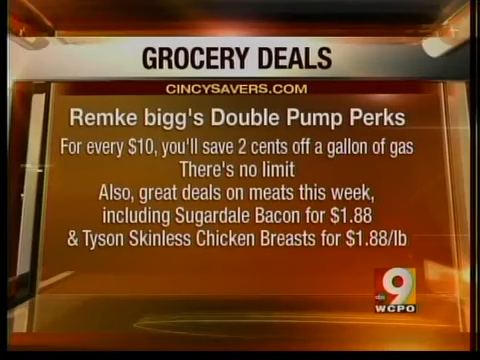 GROCERY DEALS
CINCYSAVERS.COM
Remke bigg's Double Pump Perks
For every $10, you'll save 2 cents off a gallon of gas
There's no limit
Also, great deals on meats this week,
including Sugardale Bacon for $1.88
& Tyson Skinless Chicken Breasts for $1.88/lb
abc 9
WCPO